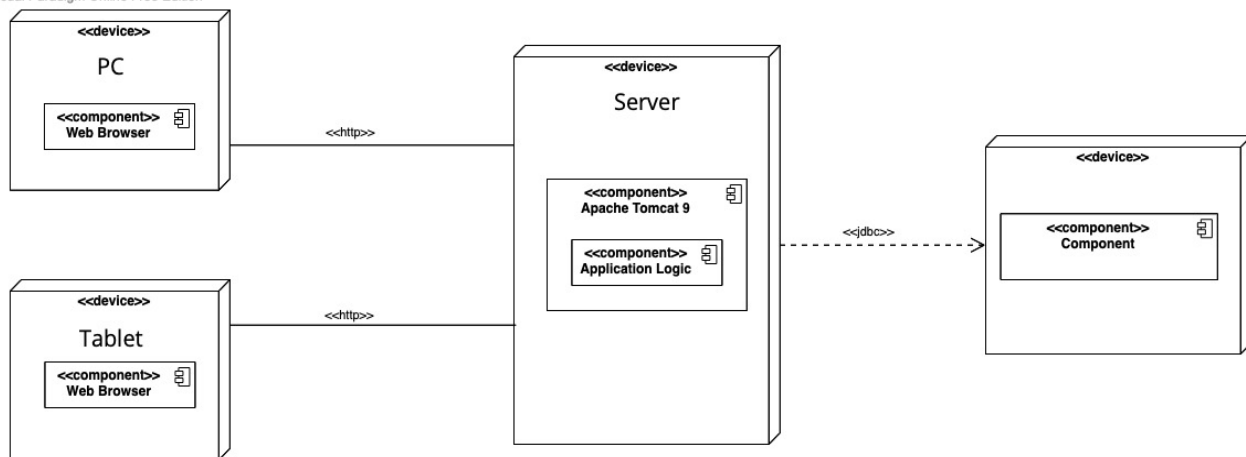 <<device>>
PC
<<component>>
Web Browser
<<http>>
<<device>>
Server
<<component>>
Apache Tomcat 9
<<component>>
Application Logic
<<jdbc>>
<<device>>
<<component>>
Component
<<device>>
Tablet
<<component>>
Web Browser
<<http>>